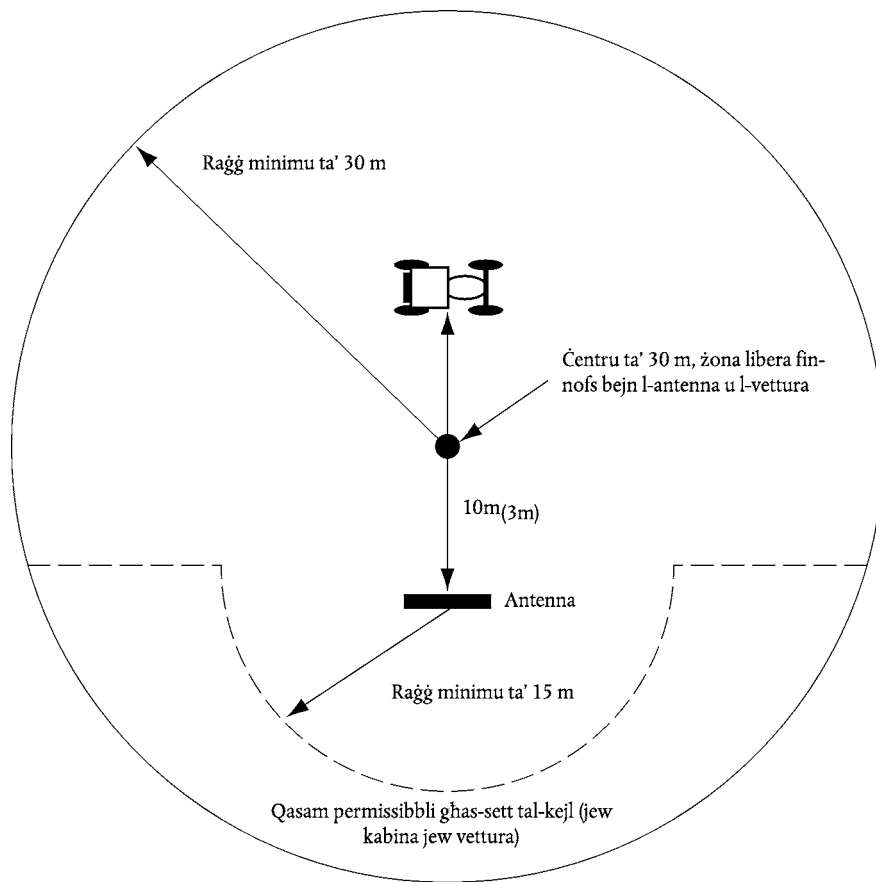 Raġġ minimu ta' 30 m
Ċentru ta' 30 m, żona libera fin-
nofs bejn l-antenna u l-vettura
10m(3m)
Antenna
Raġġ minimu ta' 15 m
Qasam permissibbli għas-sett tal-kejl (jew
kabina jew vettura)